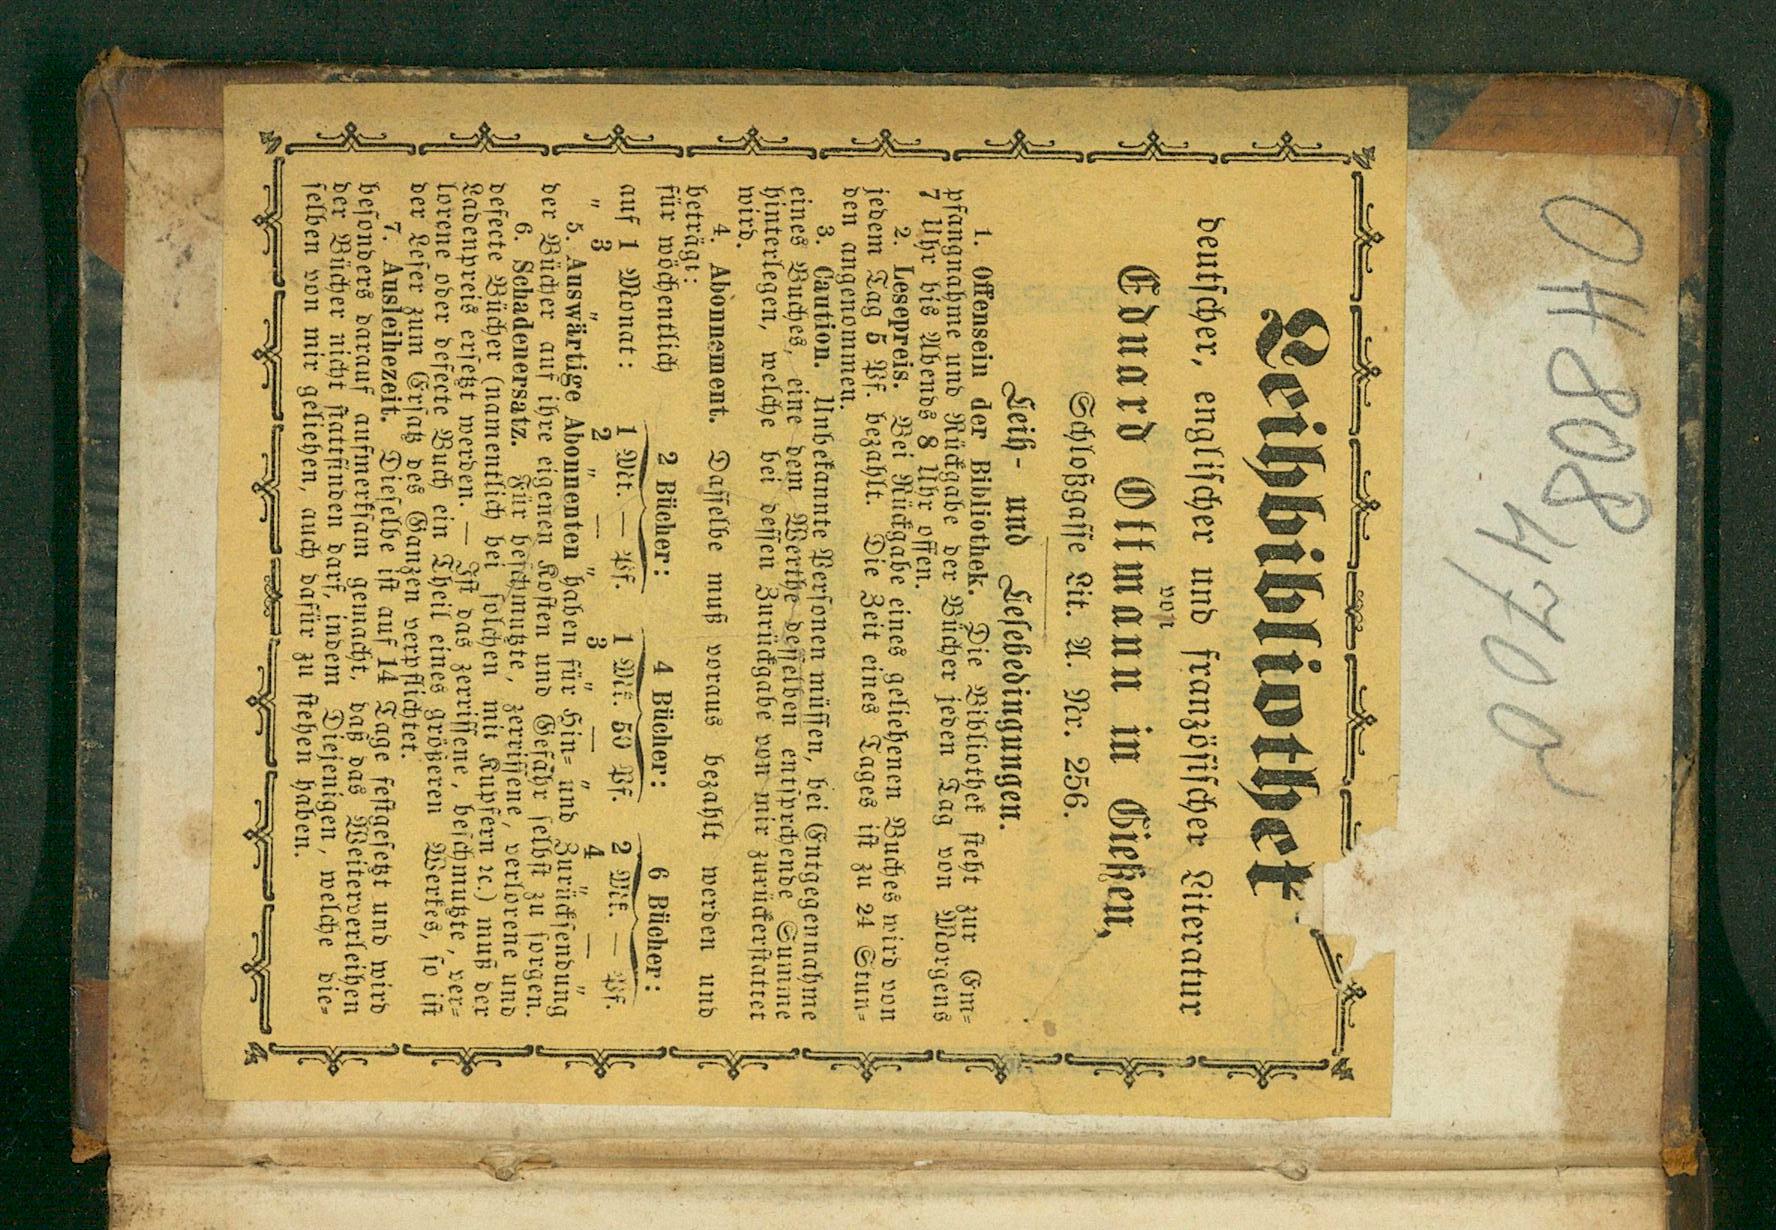 OH 808
4700
Leihbibliothek
deutscher, englischer und französischer Literatur
von
Eduard Ottmann in Gießen,
Schloßgasse Lit. A. Nr. 256.
Leih- und Lesebedingungen.
1. Offensein der Bibliothek. Die Bibliothek steht zur Em-
pfangnahme und Rückgabe der Bücher jeden Tag von Morgens
7 Uhr bis Abends 8 Uhr offen.
2. Lesepreis. Bei Rückgabe eines geliehenen Buches wird von
jedem Tag 5 Pf. bezahlt. Die Zeit eines Tages ist zu 24 Stun-
den angenommen.
3. Caution. Unbekannte Personen müssen, bei Entgegennahme
eines Buches, eine dem Werthe desselben entsprechende Summe
hinterlegen, welche bei dessen Zurückgabe von mir zurückerstattet
wird.
4. Abonnement. Dasselbe muß voraus bezahlt werden und
beträgt:
für wöchentlich 2 Bücher: 4 Bücher: 6 Bücher:
auf 1 Monat: 1 Mk. — Pf. 1 Mk. 50 Pf. 2 Mk. — Pf.
" 3 " 2 " — " 3 " — " 4 " — "
5. Auswärtige Abonnenten haben für Hin- und Zurücksendung
der Bücher auf ihre eigenen Kosten und Gefahr selbst zu sorgen.
6. Schadenersatz. Für beschmutzte, zerrissene, verlorene und
defecte Bücher (namentlich bei solchen mit Kupfern ꝛc.) muß der
Ladenpreis ersetzt werden. — Ist das zerrissene, beschmutzte, ver-
lorene oder defecte Buch ein Theil eines größeren Werkes, so ist
der Leser zum Ersatz des Ganzen verpflichtet.
7. Ausleihezeit. Dieselbe ist auf 14 Tage festgesetzt und wird
besonders darauf aufmerksam gemacht, daß das Weiterverleihen
der Bücher nicht stattfinden darf, indem Diejenigen, welche die-
selben von mir geliehen, auch dafür zu stehen haben.